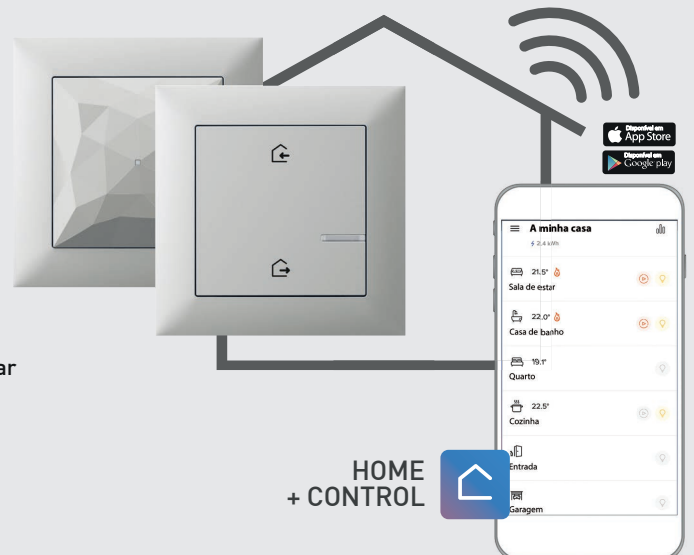 Disponível em
App Store
Disponível em
Google play
A minha casa
2,4 kWh
21,5°
Sala de estar
22,0°
Casa de banho
19,1°
Quarto
22,5°
Cozinha
Entrada
Garagem
ar
HOME
+ CONTROL